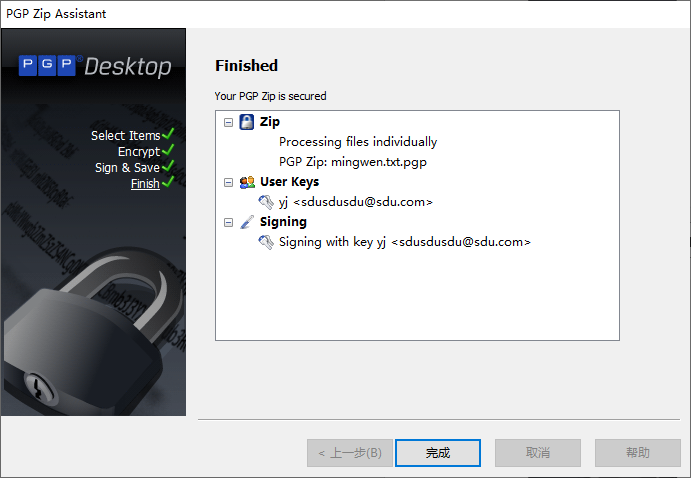 PGP Zip Assistant
PGP® Desktop
Select Items
Encrypt
Sign & Save
Finish
Finished
Your PGP Zip is secured
Zip
Processing files individually
PGP Zip: mingwen.txt.pgp
User Keys
yj <sdusdusdu@sdu.com>
Signing
Signing with key yj <sdusdusdu@sdu.com>
< 上一步(B)
完成
取消
帮助